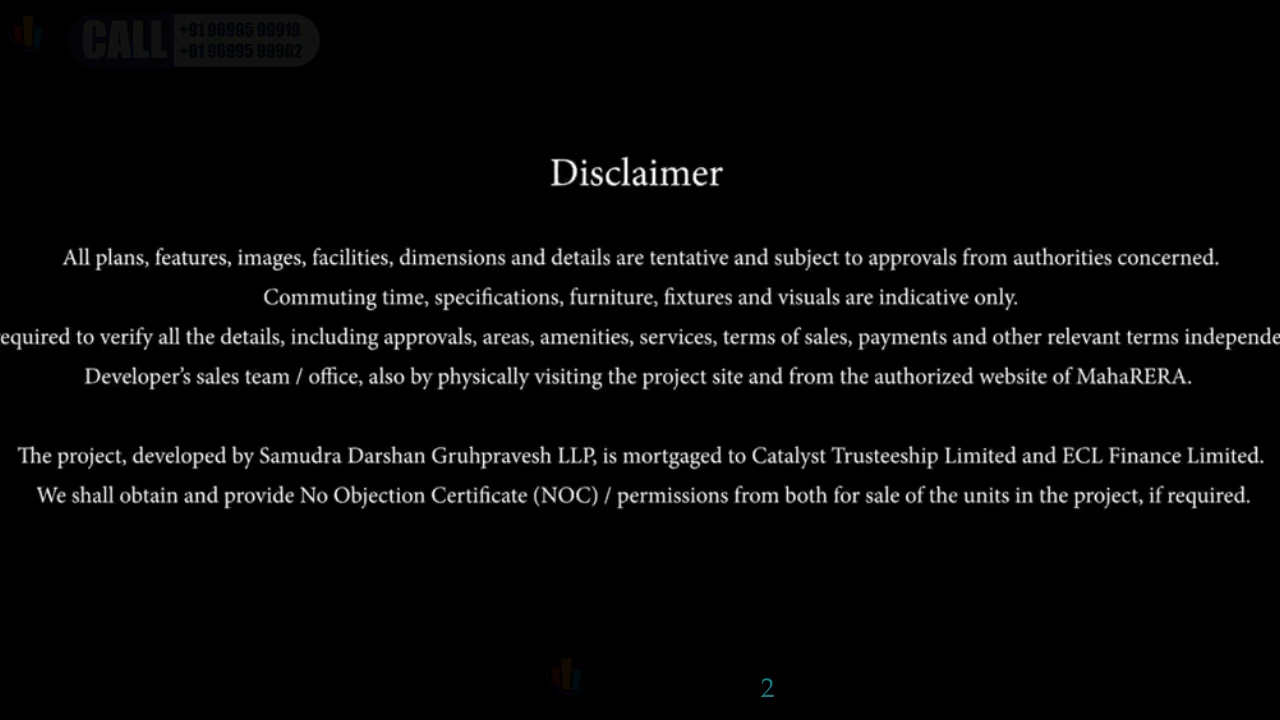 CALL
+91 96995 99919
+91 96995 99902
Disclaimer
All plans, features, images, facilities, dimensions and details are tentative and subject to approvals from authorities concerned.
Commuting time, specifications, furniture, fixtures and visuals are indicative only.
equired to verify all the details, including approvals, areas, amenities, services, terms of sales, payments and other relevant terms independe
Developer’s sales team / office, also by physically visiting the project site and from the authorized website of MahaRERA.
The project, developed by Samudra Darshan Gruhpravesh LLP, is mortgaged to Catalyst Trusteeship Limited and ECL Finance Limited.
We shall obtain and provide No Objection Certificate (NOC) / permissions from both for sale of the units in the project, if required.
2